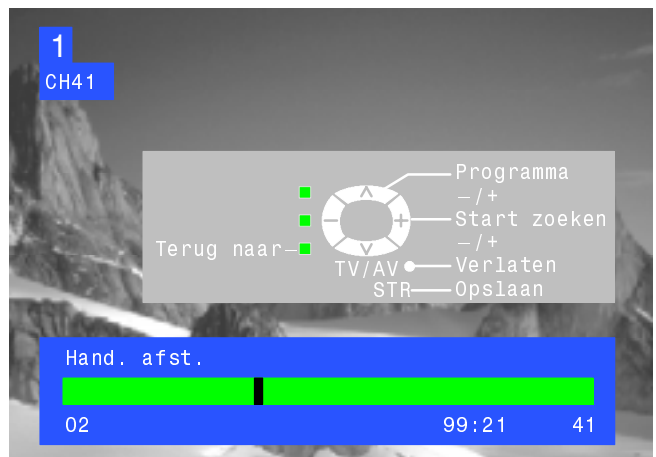 1
CH41
Programma
−/+
Start zoeken
−/+
Terug naar
TV/AV
Verlaten
STR
Opslaan
Hand. afst.
02 99:21 41